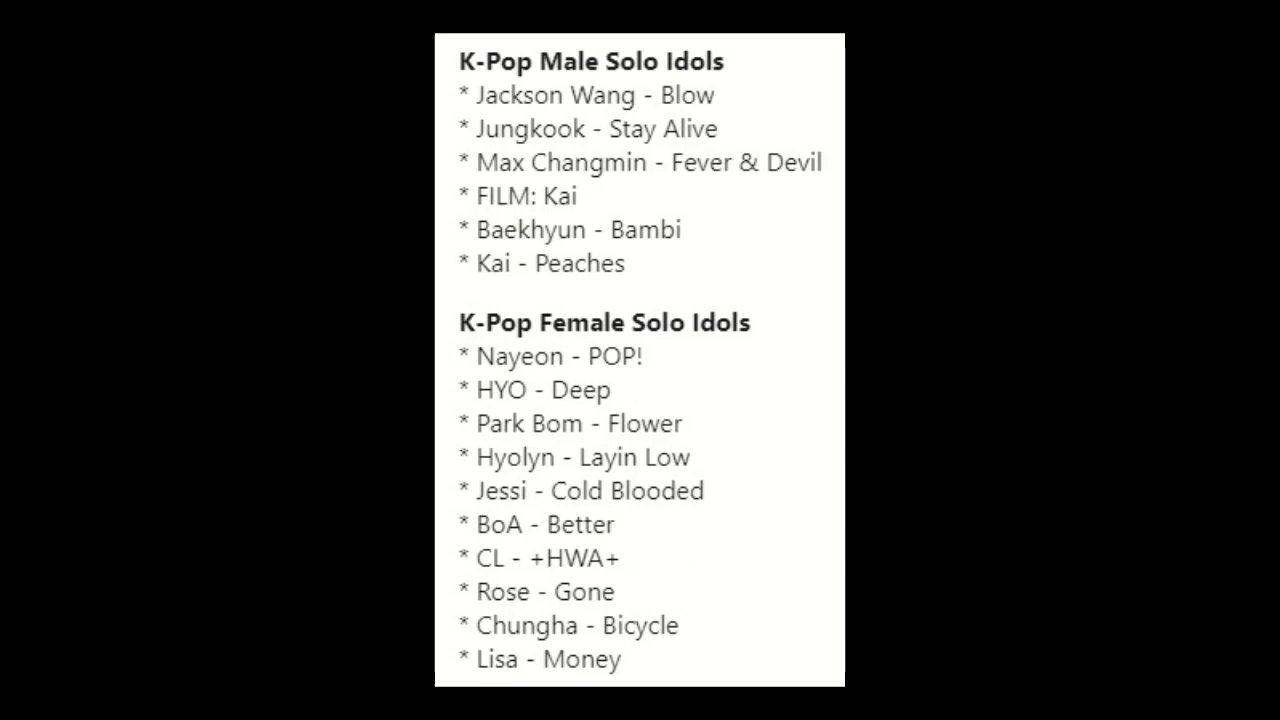 K-Pop Male Solo Idols
* Jackson Wang - Blow
* Jungkook - Stay Alive
* Max Changmin - Fever & Devil
* FILM: Kai
* Baekhyun - Bambi
* Kai - Peaches
K-Pop Female Solo Idols
* Nayeon - POP!
* HYO - Deep
* Park Bom - Flower
* Hyolyn - Layin Low
* Jessi - Cold Blooded
* BoA - Better
* CL - +HWA+
* Rose - Gone
* Chungha - Bicycle
* Lisa - Money